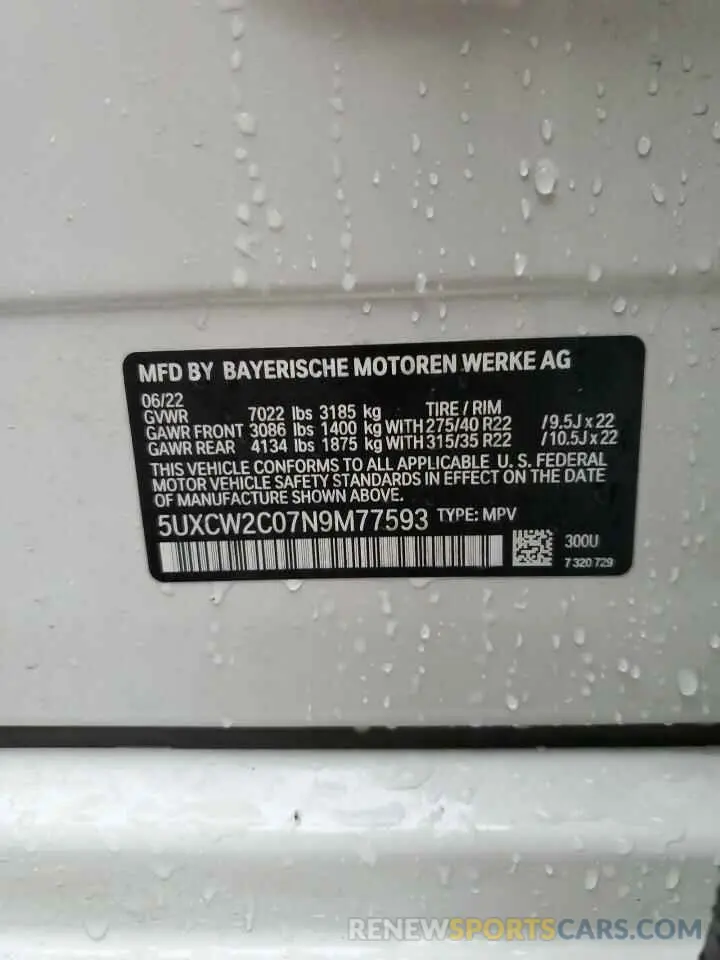 MFD BY BAYERISCHE MOTOREN WERKE AG
06/22
GVWR 7022 lbs 3185 kg TIRE / RIM
GAWR FRONT 3086 lbs 1400 kg WITH 275/40 R22 /9.5J x 22
GAWR REAR 4134 lbs 1875 kg WITH 315/35 R22 /10.5J x 22
THIS VEHICLE CONFORMS TO ALL APPLICABLE U. S. FEDERAL
MOTOR VEHICLE SAFETY STANDARDS IN EFFECT ON THE DATE
OF MANUFACTURE SHOWN ABOVE.
5UXCW2C07N9M77593 TYPE: MPV
300U
7 320 729
RENEWSPORTSCARS.COM